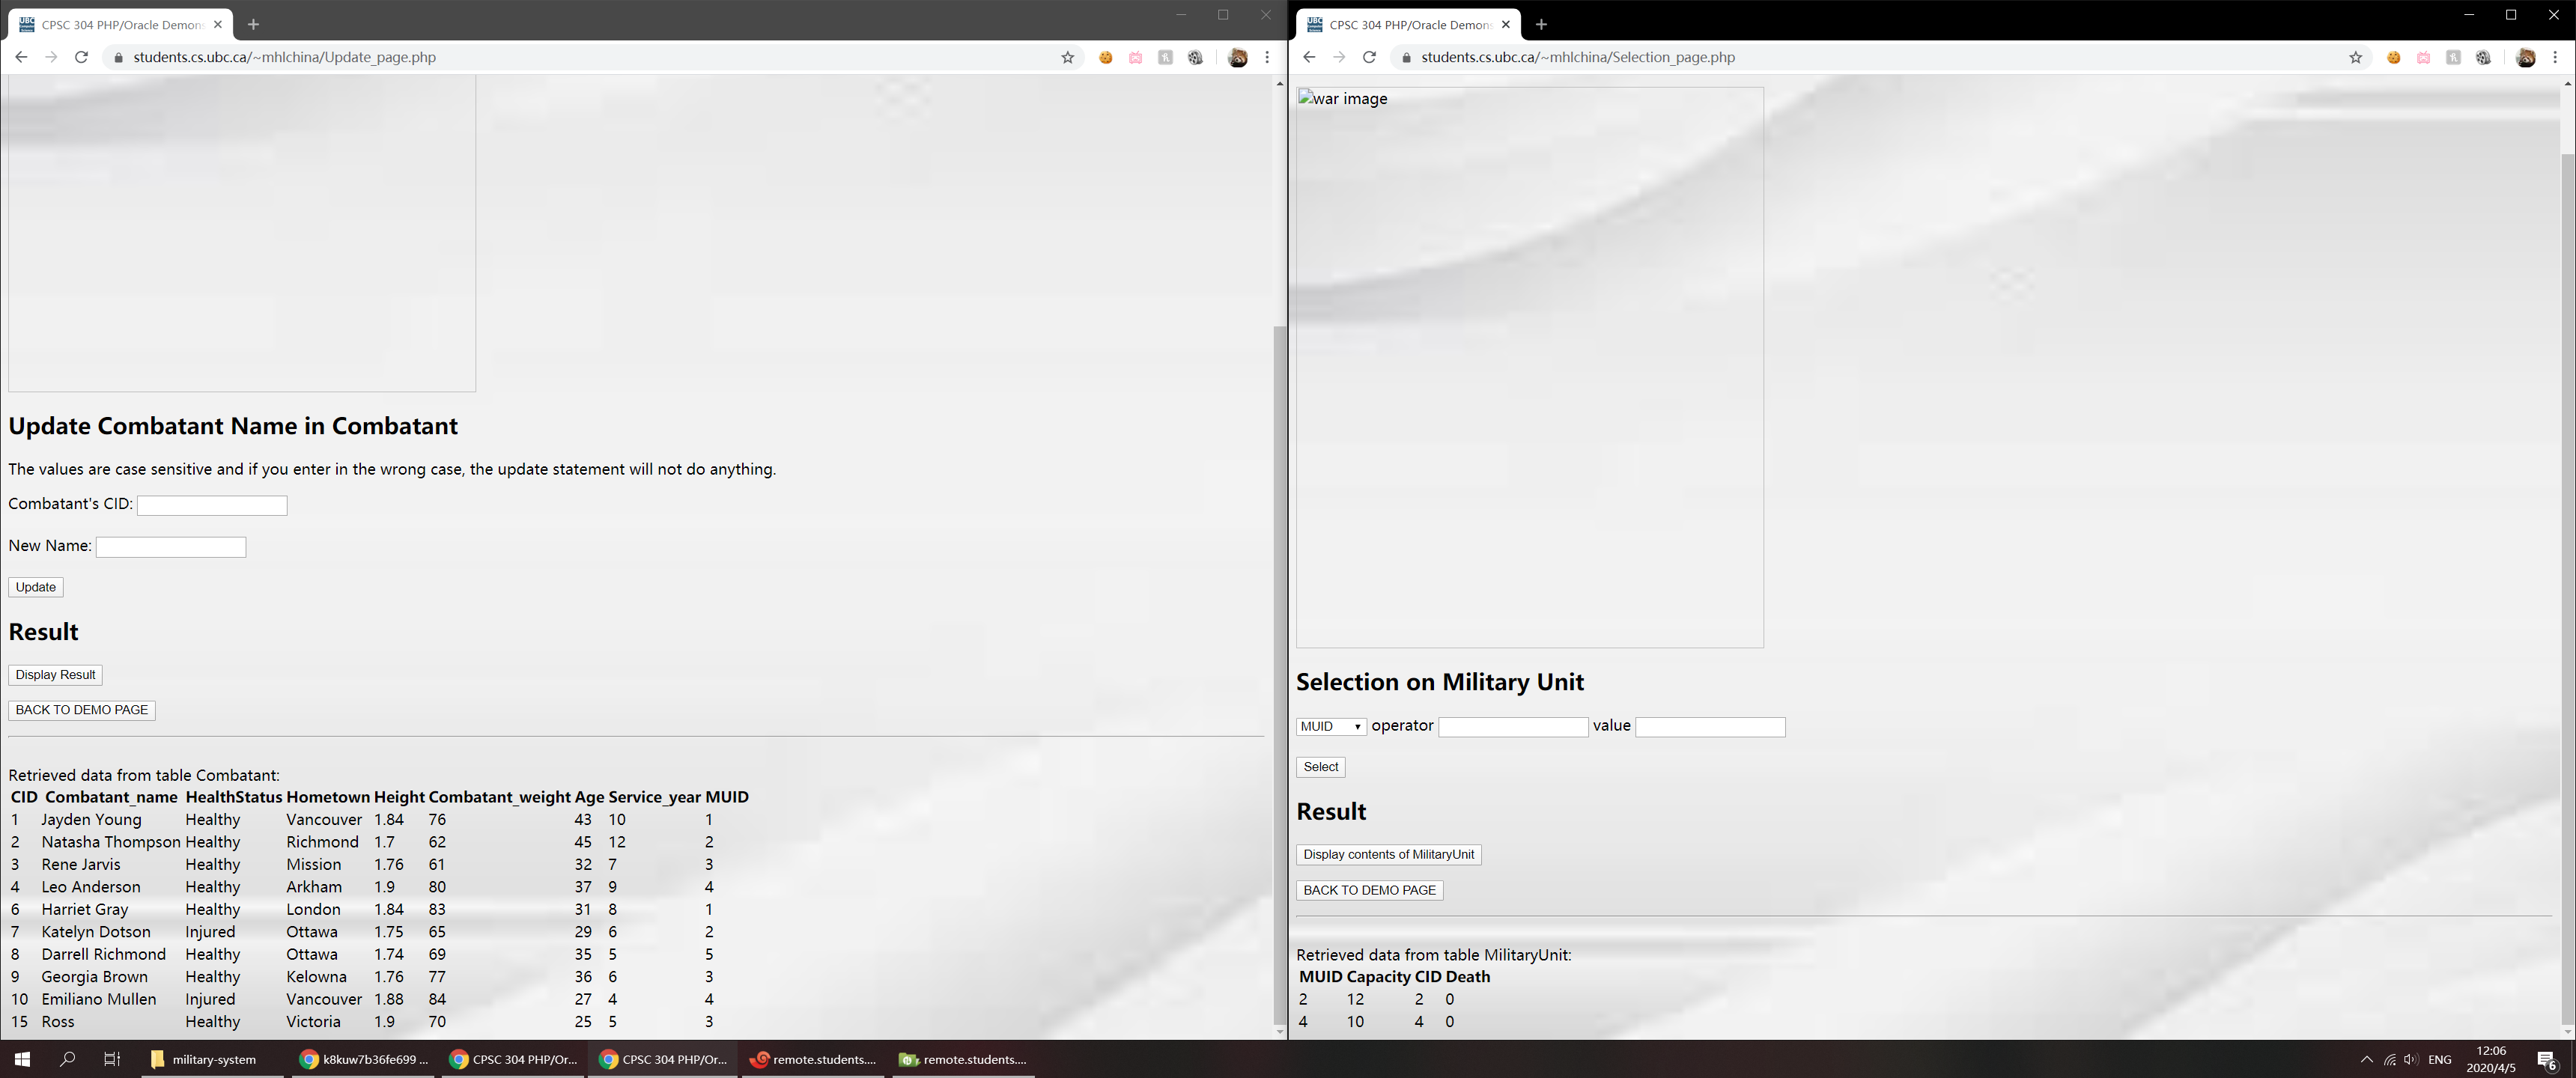 CPSC 304 PHP/Oracle Demons
students.cs.ubc.ca/~mhlchina/Update_page.php
Update Combatant Name in Combatant
The values are case sensitive and if you enter in the wrong case, the update statement will not do anything.
Combatant's CID:
New Name:
Update
Result
Display Result
BACK TO DEMO PAGE
Retrieved data from table Combatant:
CID Combatant_name HealthStatus Hometown Height Combatant_weight Age Service_year MUID
1 Jayden Young Healthy Vancouver 1.84 76 43 10 1
2 Natasha Thompson Healthy Richmond 1.7 62 45 12 2
3 Rene Jarvis Healthy Mission 1.76 61 32 7 3
4 Leo Anderson Healthy Arkham 1.9 80 37 9 4
6 Harriet Gray Healthy London 1.84 83 31 8 1
7 Katelyn Dotson Injured Ottawa 1.75 65 29 6 2
8 Darrell Richmond Healthy Ottawa 1.74 69 35 5 5
9 Georgia Brown Healthy Kelowna 1.76 77 36 6 3
10 Emiliano Mullen Injured Vancouver 1.88 84 27 4 4
15 Ross Healthy Victoria 1.9 70 25 5 3
CPSC 304 PHP/Oracle Demons
students.cs.ubc.ca/~mhlchina/Selection_page.php
war image
Selection on Military Unit
MUID operator value
Select
Result
Display contents of MilitaryUnit
BACK TO DEMO PAGE
Retrieved data from table MilitaryUnit:
MUID Capacity CID Death
2 12 2 0
4 10 4 0
military-system k8kuw7b36fe699 ... CPSC 304 PHP/Or... CPSC 304 PHP/Or... remote.students.... remote.students.... ENG
12:06
2020/4/5
6